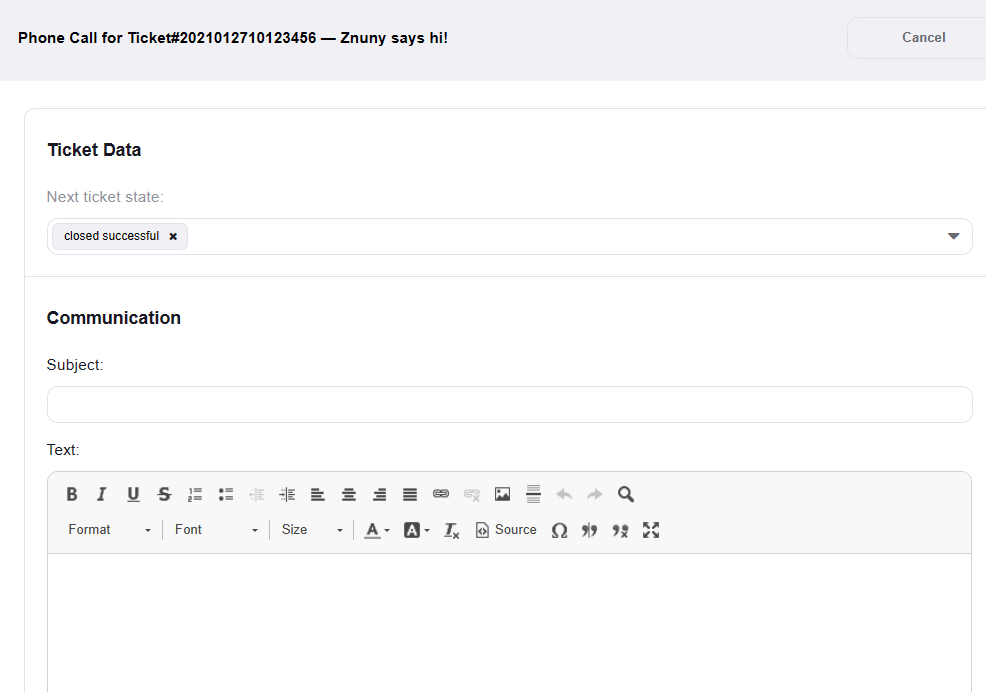 Phone Call for Ticket#2021012710123456 — Znuny says hi!
Cancel
Ticket Data
Next ticket state:
closed successful ×
Communication
Subject:
Text:
Format Font Size Source